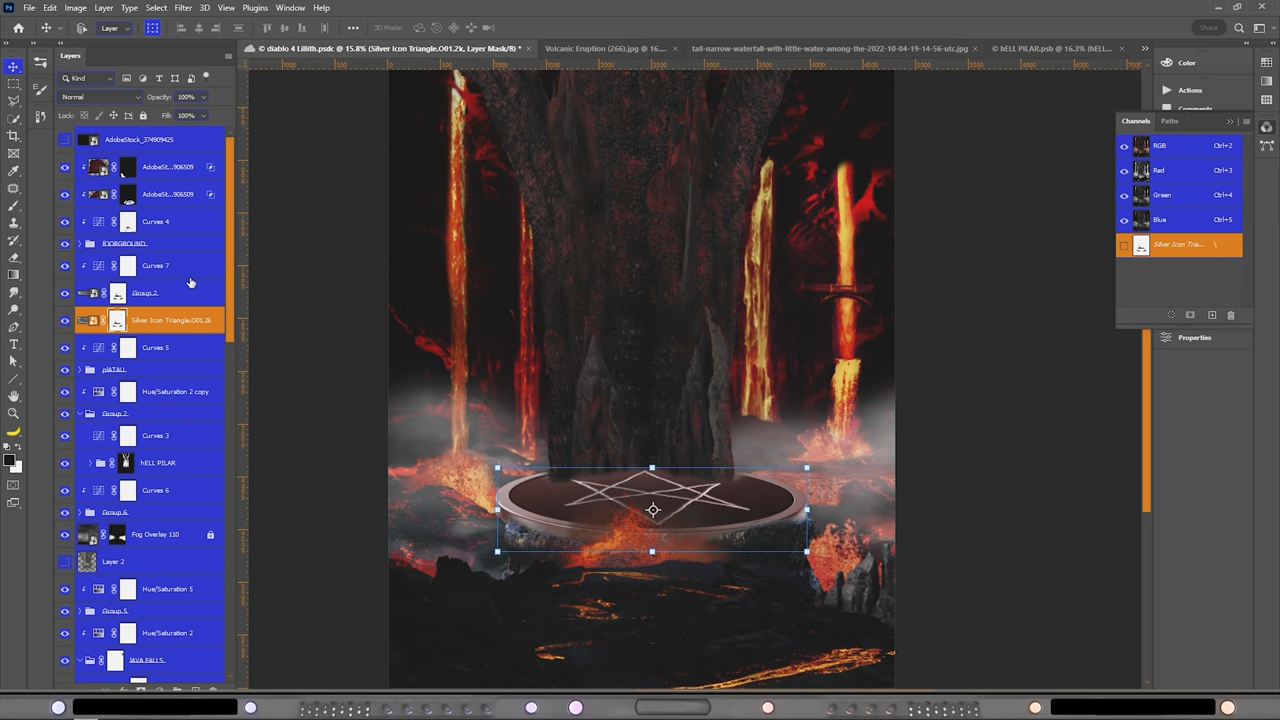 Ps File Edit Image Layer Type Select Filter 3D View Plugins Window Help
Layer 3D Mode: Share
© diablo 4 Lillith.psdc @ 15.8% (Silver Icon Triangle.O01.2k, Layer Mask/8) * × Volcanic Eruption (266).jpg @ 16.... × tall-narrow-waterfall-with-little-water-among-the-2022-10-04-19-14-56-utc.jpg × © hELL PILAR.psb @ 16.3% (hELL... ×
Layers
Kind
Normal Opacity: 100%
Lock: Fill: 100%
AdobeStock_374909425
AdobeSt...906509
AdobeSt...906509
Curves 4
Curves 7
Group 2
Silver Icon Triangle.O01.2k
Curves 5
Hue/Saturation 2 copy
Group 2
Curves 3
hELL PILAR
Curves 6
Group 6
Fog Overlay 110
Layer 2
Hue/Saturation 5
Group 5
Hue/Saturation 2
Color
Actions
Comments
Channels Paths
RGB Ctrl+2
Red Ctrl+3
Green Ctrl+4
Blue Ctrl+5
Silver Icon Tria... \
Properties